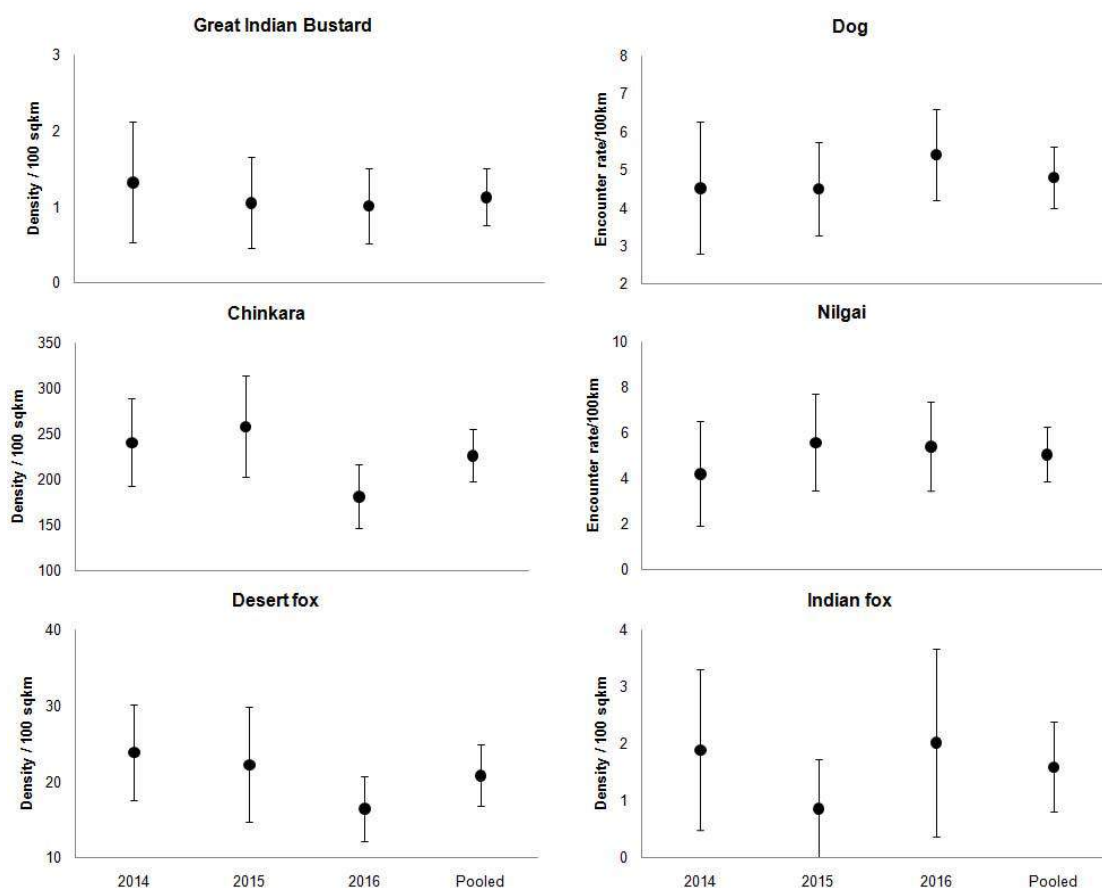 Great Indian Bustard
Density / 100 sqkm
3
2
1
0
Dog
Encounter rate/100km
8
7
6
5
4
3
2
Chinkara
Density / 100 sqkm
350
300
250
200
150
100
Nilgai
Encounter rate/100km
10
8
6
4
2
0
Desert fox
Density / 100 sqkm
40
30
20
10
2014 2015 2016 Pooled
Indian fox
Density / 100 sqkm
4
3
2
1
0
2014 2015 2016 Pooled